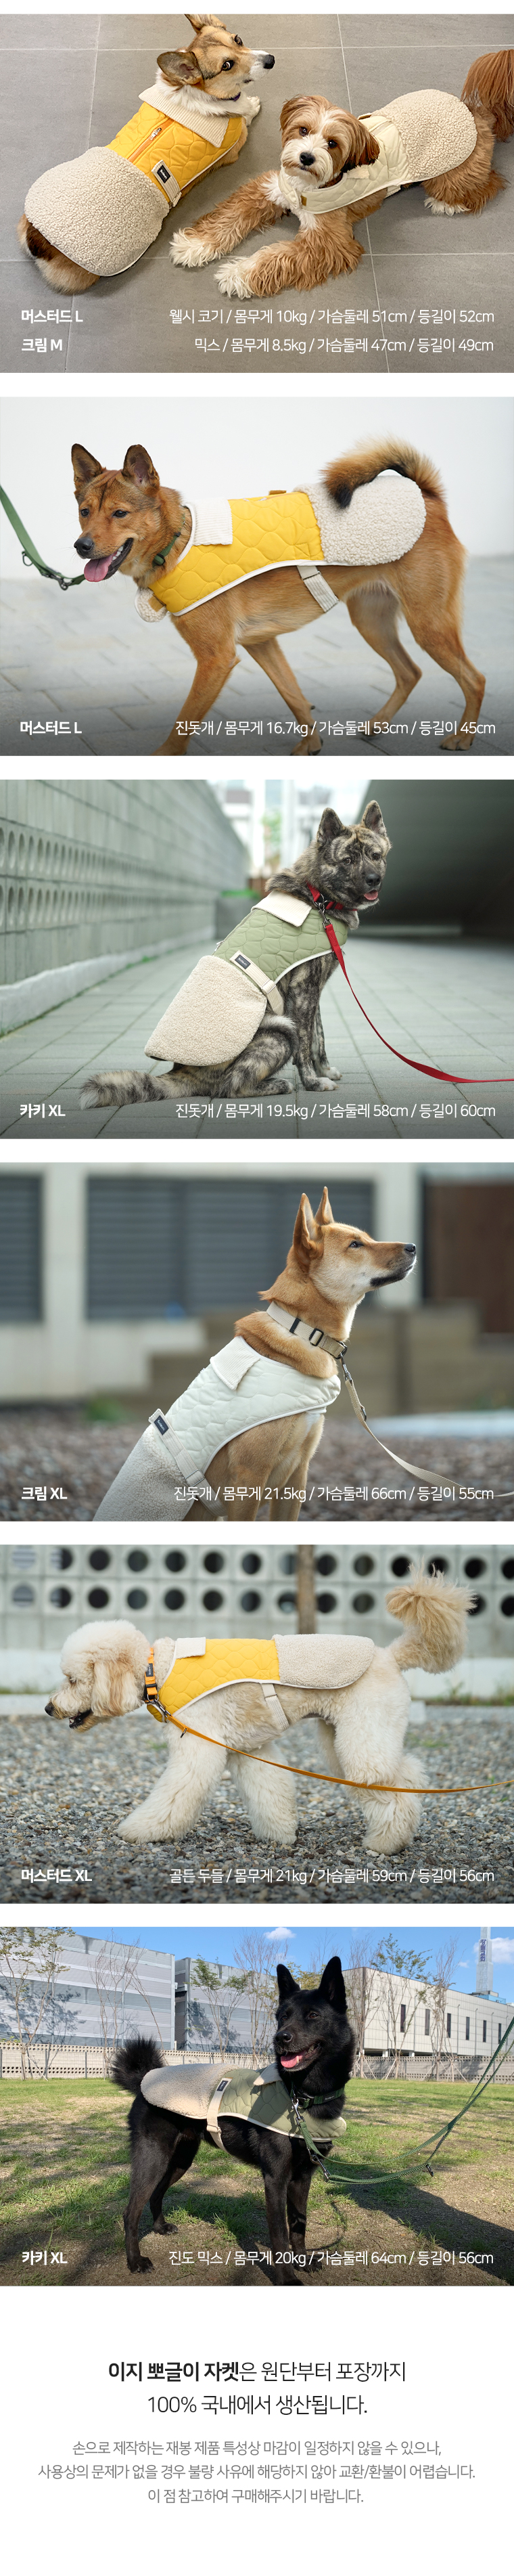 머스터드 L 웰시 코기 / 몸무게 10kg / 가슴둘레 51cm / 등길이 52cm
크림 M 믹스 / 몸무게 8.5kg / 가슴둘레 47cm / 등길이 49cm
머스터드 L 진돗개 / 몸무게 16.7kg / 가슴둘레 53cm / 등길이 45cm
카키 XL 진돗개 / 몸무게 19.5kg / 가슴둘레 58cm / 등길이 60cm
크림 XL 진돗개 / 몸무게 21.5kg / 가슴둘레 66cm / 등길이 55cm
머스터드 XL 골든 두들 / 몸무게 21kg / 가슴둘레 59cm / 등길이 56cm
카키 XL 진도 믹스 / 몸무게 20kg / 가슴둘레 64cm / 등길이 56cm
이지 뽀글이 자켓은 원단부터 포장까지
100% 국내에서 생산됩니다.
손으로 제작하는 재봉 제품 특성상 마감이 일정하지 않을 수 있으나,
사용상의 문제가 없을 경우 불량 사유에 해당하지 않아 교환/환불이 어렵습니다.
이 점 참고하여 구매해주시기 바랍니다.